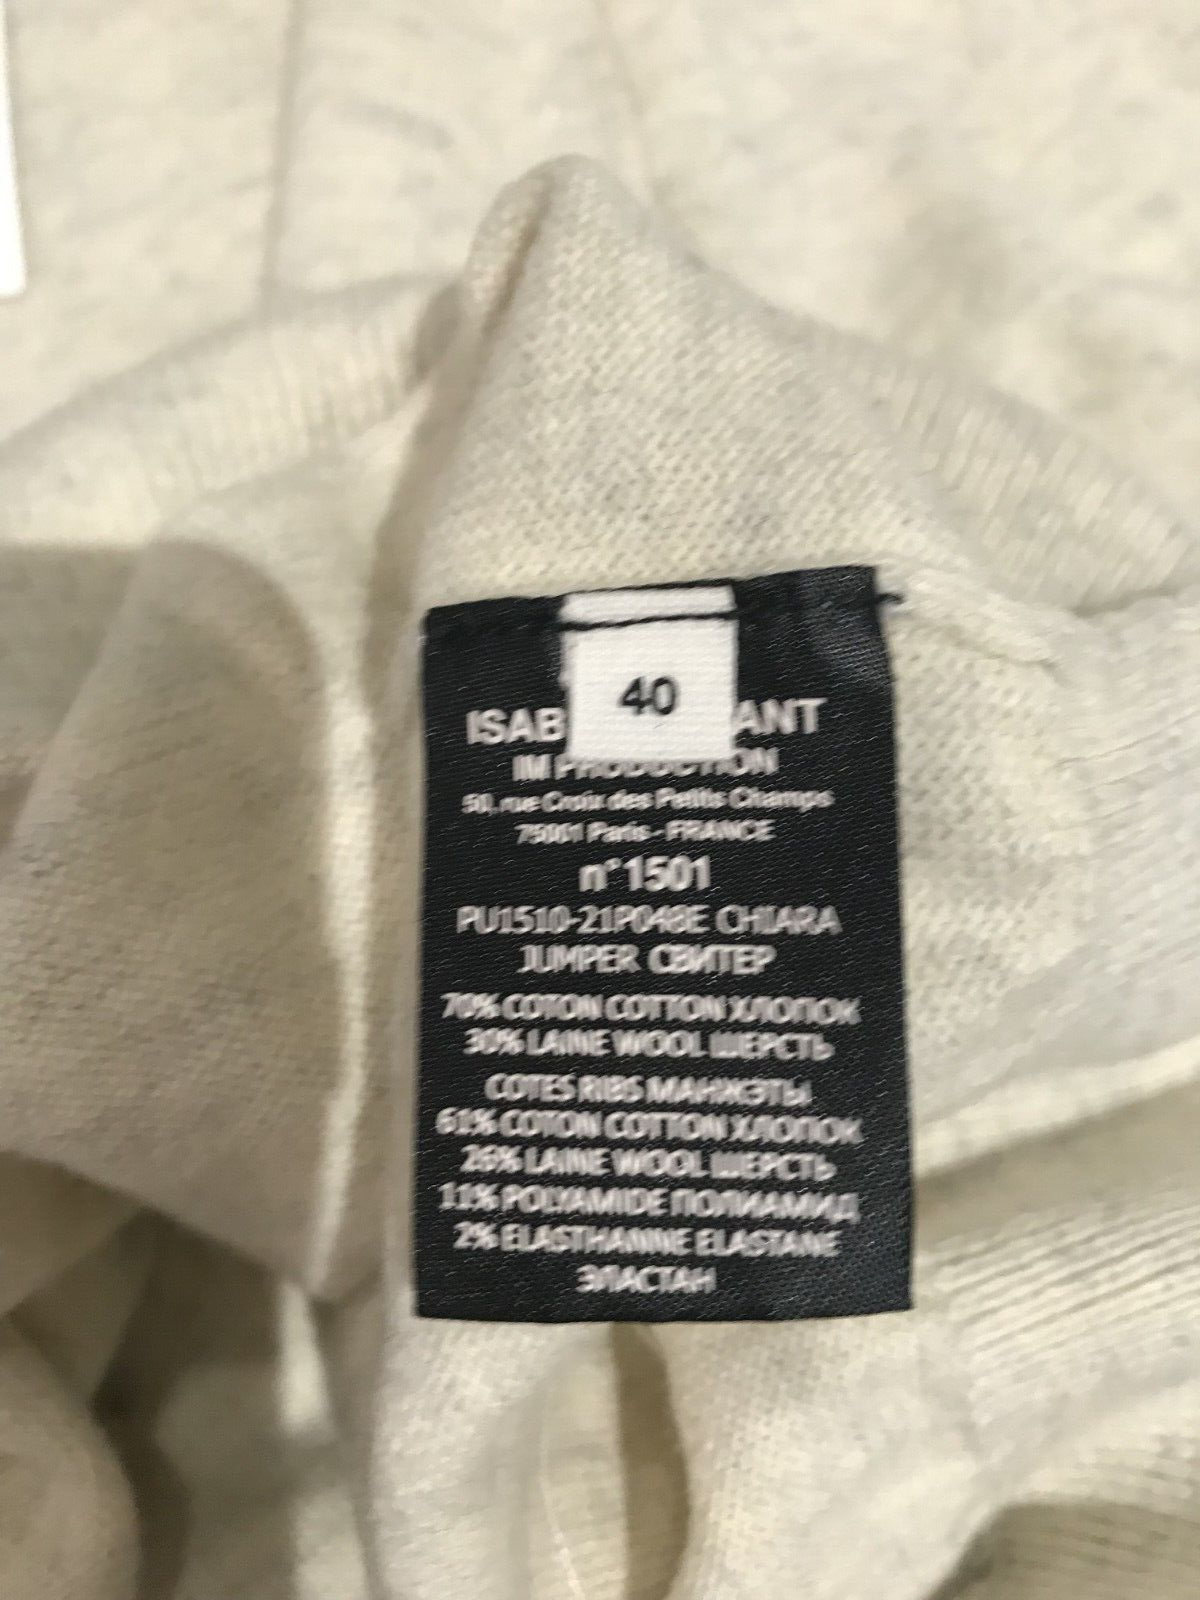 40
ISAB ANT
IM PRODUCTION
50, rue Croix des Petits Champs
75001 Paris - FRANCE
n°1501
PU1510-21P048E CHIARA
JUMPER СВИТЕР
70% COTON COTTON ХЛОПОК
30% LAINE WOOL ШЕРСТЬ
COTES RIBS МАНЖЭТЫ
61% COTON COTTON ХЛОПОК
26% LAINE WOOL ШЕРСТЬ
11% POLYAMIDE ПОЛИАМИД
2% ELASTHANNE ELASTANE
ЭЛАСТАН